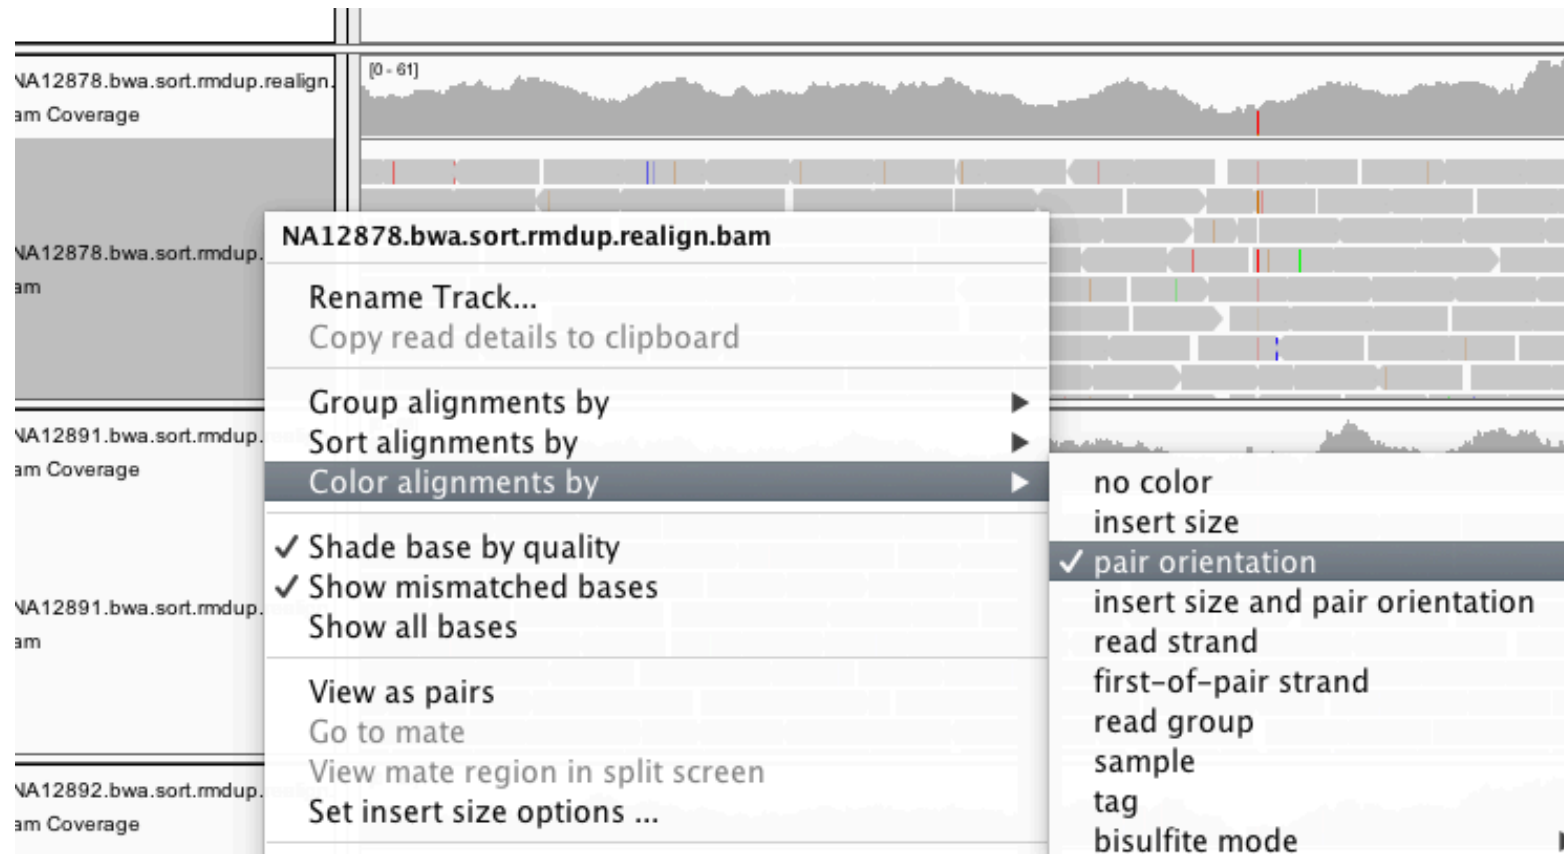 NA12878.bwa.sort.rmdup.realign.
am Coverage
[0 - 61]
NA12878.bwa.sort.rmdup.
am
NA12878.bwa.sort.rmdup.realign.bam
Rename Track...
Copy read details to clipboard
Group alignments by
Sort alignments by
Color alignments by
Shade base by quality
Show mismatched bases
Show all bases
View as pairs
Go to mate
View mate region in split screen
Set insert size options ...
no color
insert size
pair orientation
insert size and pair orientation
read strand
first-of-pair strand
read group
sample
tag
bisulfite mode
NA12891.bwa.sort.rmdup.
am Coverage
NA12891.bwa.sort.rmdup.
am
NA12892.bwa.sort.rmdup.
am Coverage